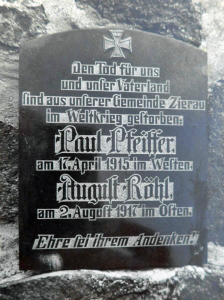 Den Tod für uns
und unser Vaterland
sind aus unserer Gemeinde Zierau
im Weltkrieg gestorben:
Paul Pfeiffer,
am 17. April 1915 im Westen.
August Röhl,
am 2. August 1917 im Osten.
Ehre sei ihrem Andenken!